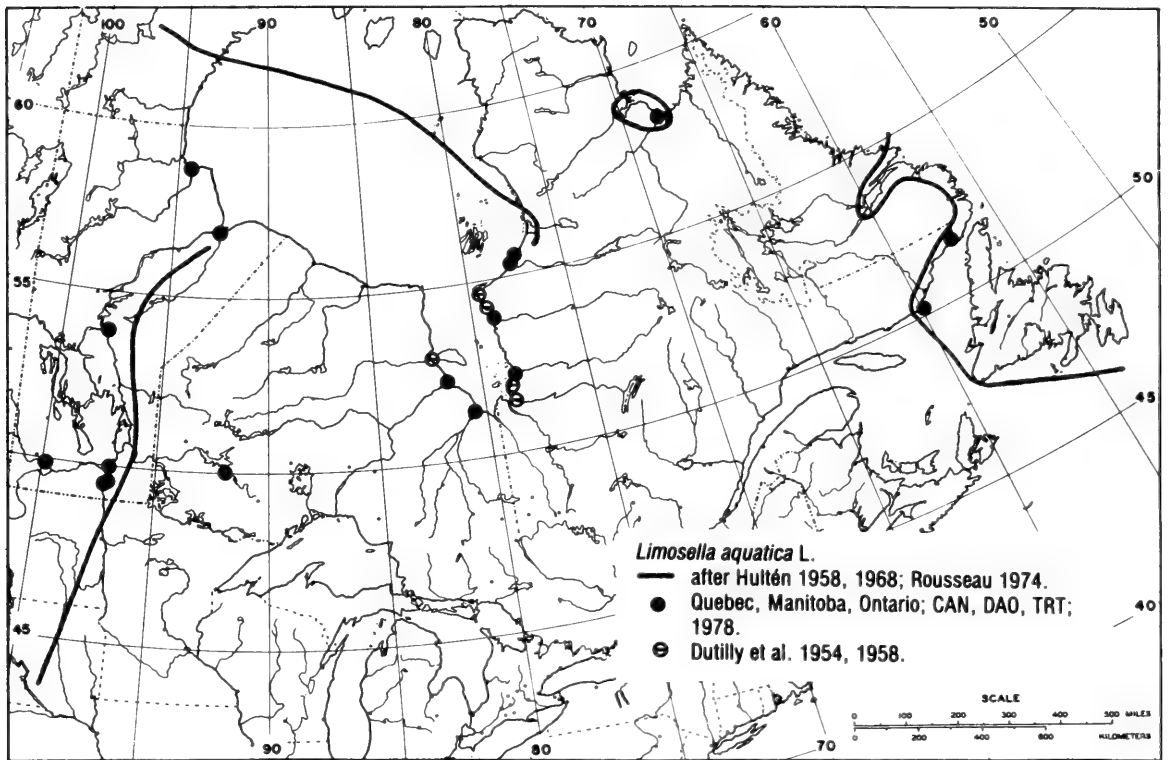 100
90
80
70
60
50
60
50
55
45
45
40
Limosella aquatica L.
after Hultén 1958, 1968; Rousseau 1974.
Quebec, Manitoba, Ontario; CAN, DAO, TRT;
1978.
Dutilly et al. 1954, 1958.
SCALE
0 100 200 300 400 500 MILES
0 200 400 600 KILOMETERS
90
80
70